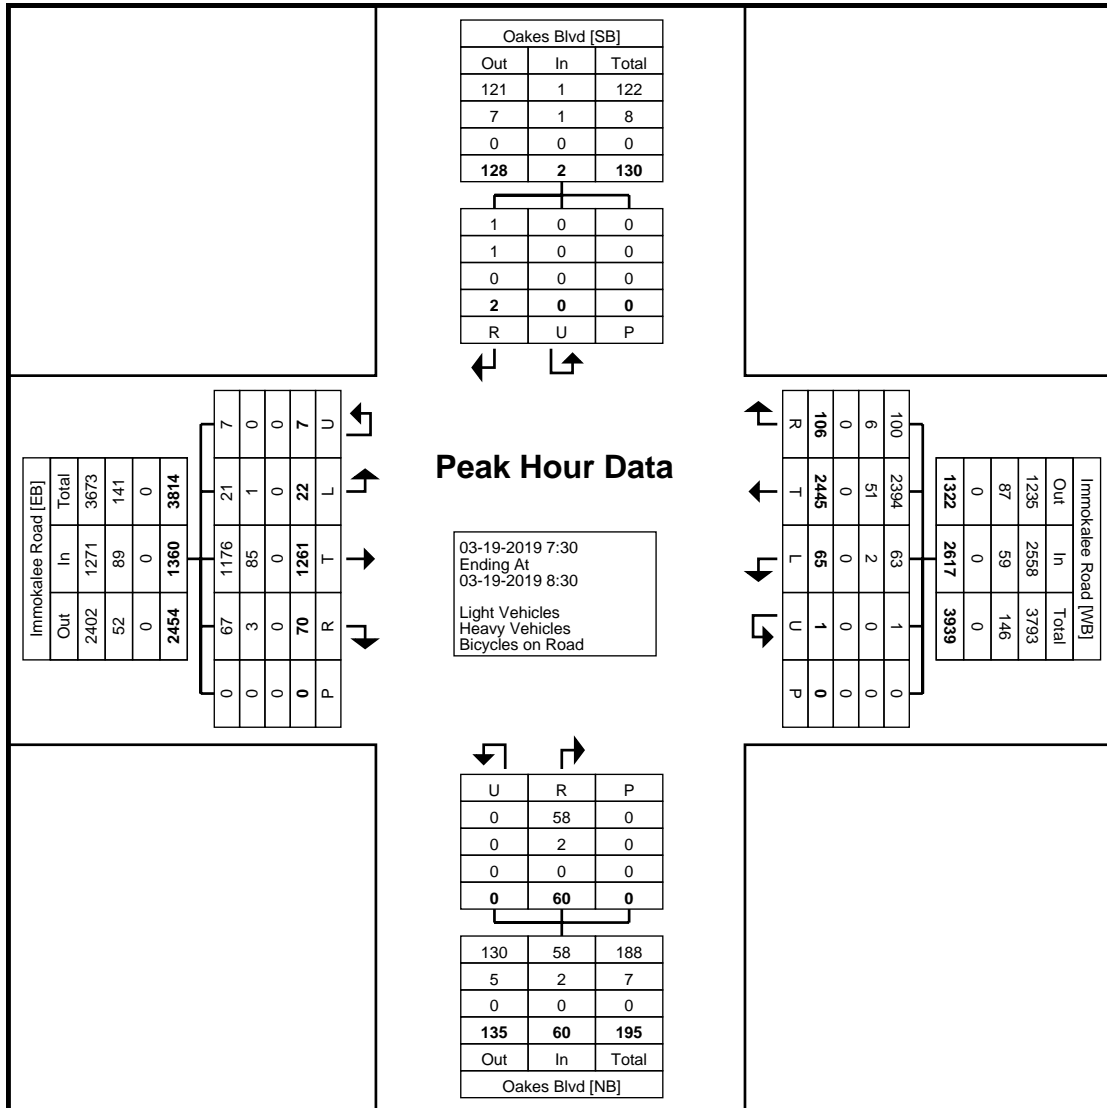 Oakes Blvd [SB]
Out In Total
121 1 122
7 1 8
0 0 0
128 2 130
1 0 0
1 0 0
0 0 0
2 0 0
R U P
Immokalee Road [EB]
Total In Out
3673 1271 2402
141 89 52
0 0 0
3814 1360 2454
7 21 1176 67 0
0 1 85 3 0
0 0 0 0 0
7 22 1261 70 0
U L T R P
Peak Hour Data
03-19-2019 7:30
Ending At
03-19-2019 8:30
Light Vehicles
Heavy Vehicles
Bicycles on Road
Immokalee Road [WB]
Out In Total
1235 2558 3793
87 59 146
0 0 0
1322 2617 3939
100 2394 63 1 0
6 51 2 0 0
0 0 0 0 0
106 2445 65 1 0
R T L U P
U R P
0 58 0
0 2 0
0 0 0
0 60 0
130 58 188
5 2 7
0 0 0
135 60 195
Out In Total
Oakes Blvd [NB]